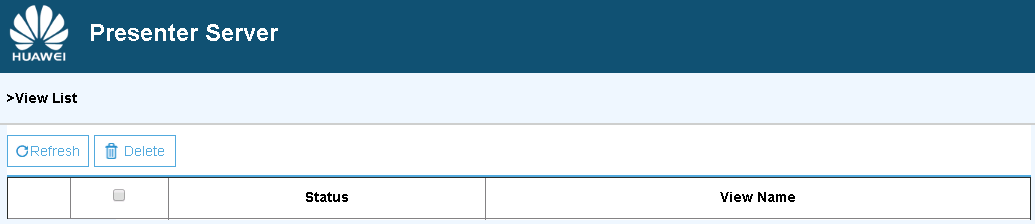 HUAWEI
Presenter Server
>View List
Refresh Delete
Status View Name